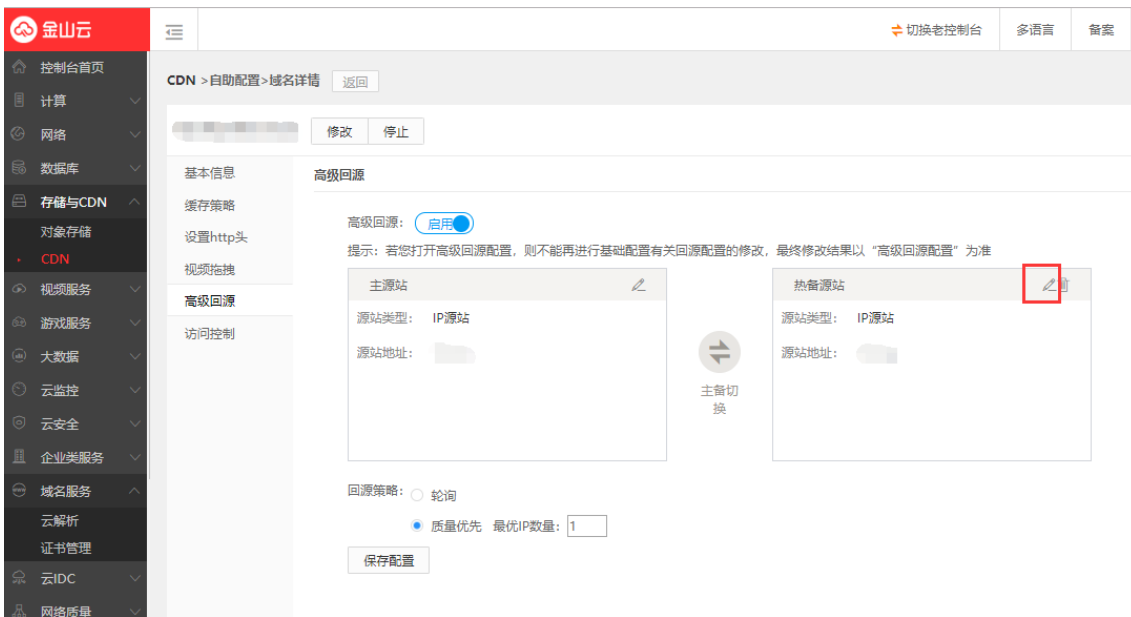 金山云
切换老控制台 多语言 备案
控制台首页
计算
网络
数据库
存储与CDN
对象存储
CDN
视频服务
游戏服务
大数据
云监控
云安全
企业类服务
域名服务
云解析
证书管理
云IDC
网络质量
CDN >自助配置>域名详情 返回
修改 停止
基本信息
缓存策略
设置http头
视频拖拽
高级回源
访问控制
高级回源
高级回源： 启用
提示：若您打开高级回源配置，则不能再进行基础配置有关回源配置的修改，最终修改结果以“高级回源配置”为准
主源站
源站类型： IP源站
源站地址：
主备切
换
热备源站
源站类型： IP源站
源站地址：
回源策略： 轮询
质量优先 最优IP数量： 1
保存配置